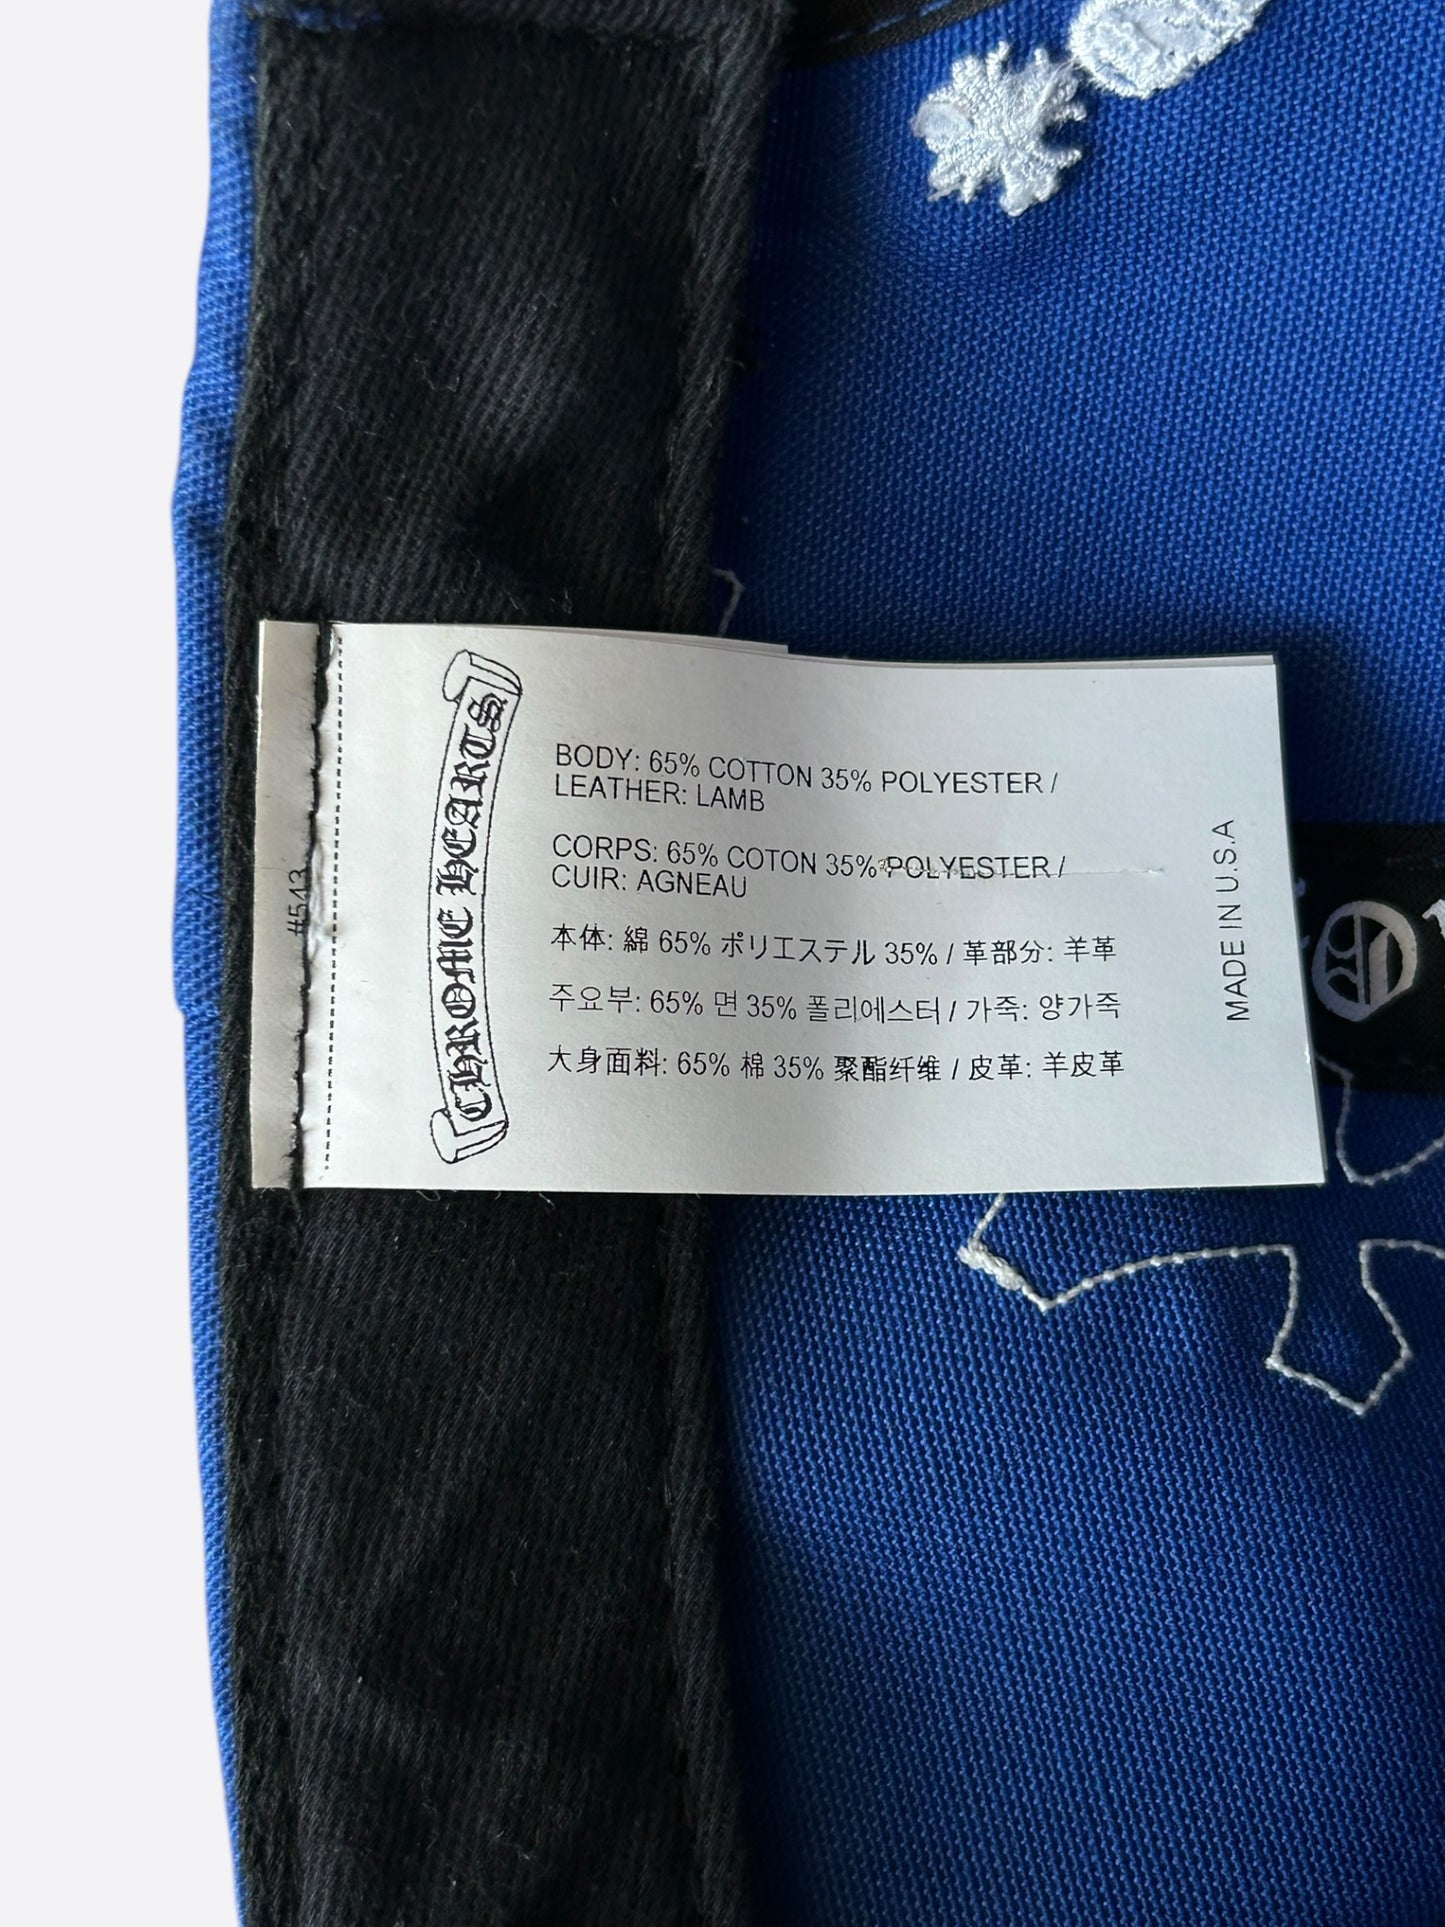 #543
CHROME HEARTS
BODY: 65% COTTON 35% POLYESTER /
LEATHER: LAMB
CORPS: 65% COTON 35% POLYESTER /
CUIR: AGNEAU
本体: 綿 65% ポリエステル 35% / 革部分: 羊革
주요부: 65% 면 35% 폴리에스터 / 가죽: 양가죽
大身面料: 65% 棉 35% 聚酯纤维 / 皮革: 羊皮革
MADE IN U.S.A